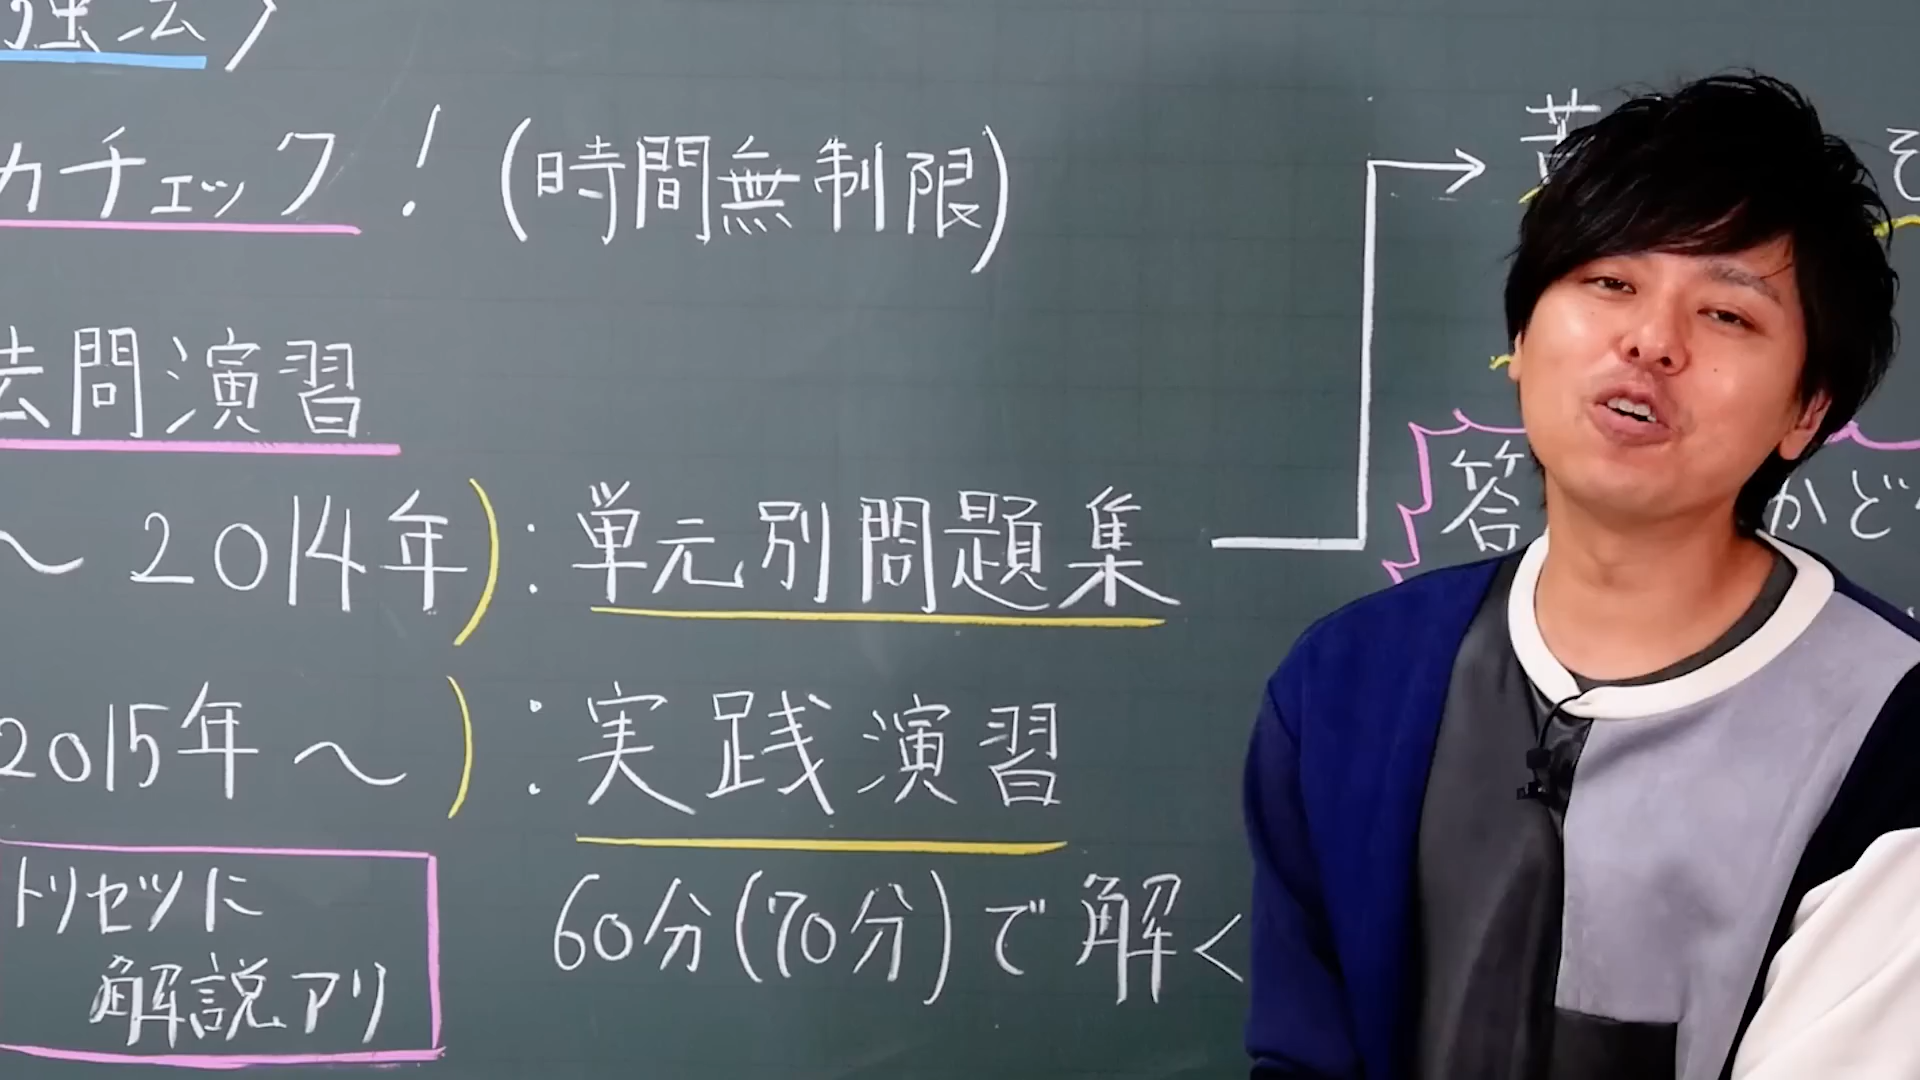 強法〉
カチェック! (時間無制限)
去問演習
〜2014年) : 単元別問題集 → 苦
2015年〜) : 実践演習
60分(70分)で解く
トリセツに
解説アリ
答
かど